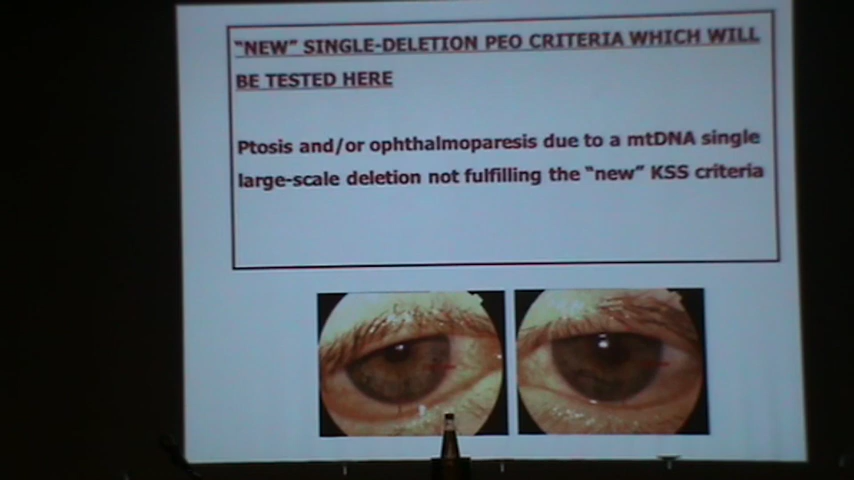 “NEW” SINGLE-DELETION PEO CRITERIA WHICH WILL
BE TESTED HERE
Ptosis and/or ophthalmoparesis due to a mtDNA single
large-scale deletion not fulfilling the “new” KSS criteria